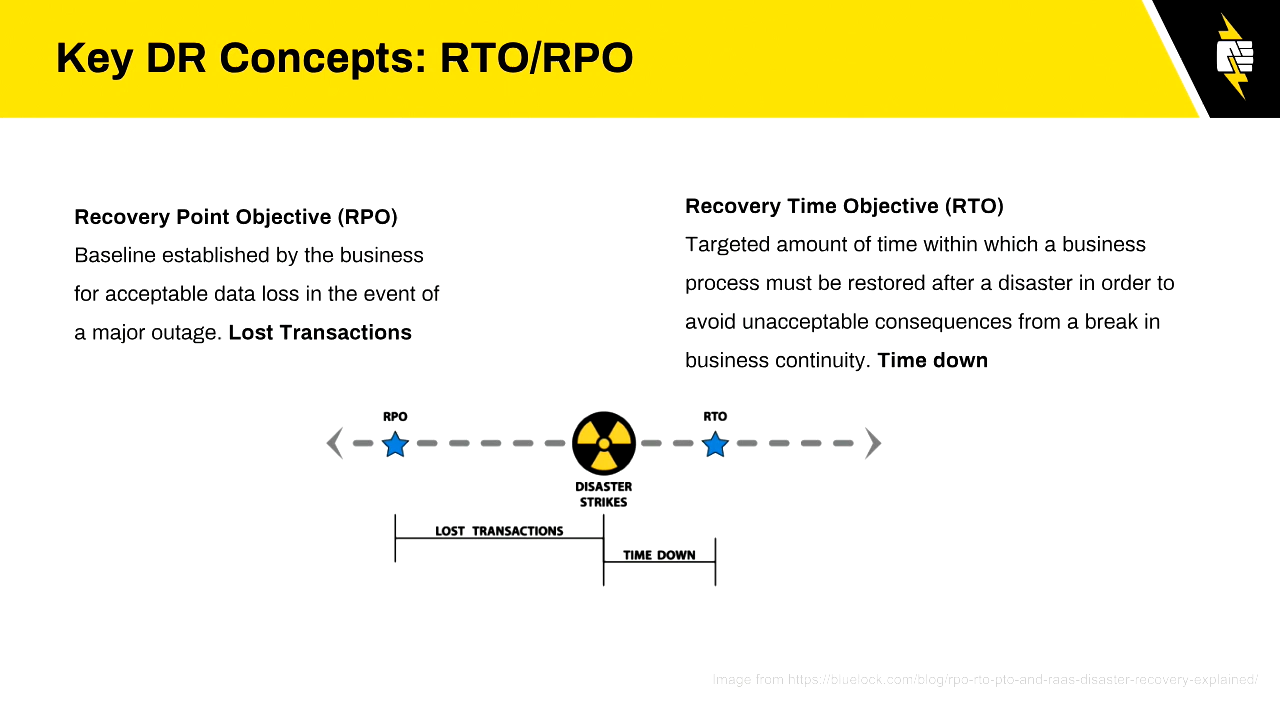 Key DR Concepts: RTO/RPO
Recovery Point Objective (RPO)
Baseline established by the business
for acceptable data loss in the event of
a major outage. Lost Transactions
Recovery Time Objective (RTO)
Targeted amount of time within which a business
process must be restored after a disaster in order to
avoid unacceptable consequences from a break in
business continuity. Time down
RPO
RTO
DISASTER
STRIKES
LOST TRANSACTIONS
TIME DOWN
Image from https://bluelock.com/blog/rpo-rto-pto-and-raas-disaster-recovery-explained/